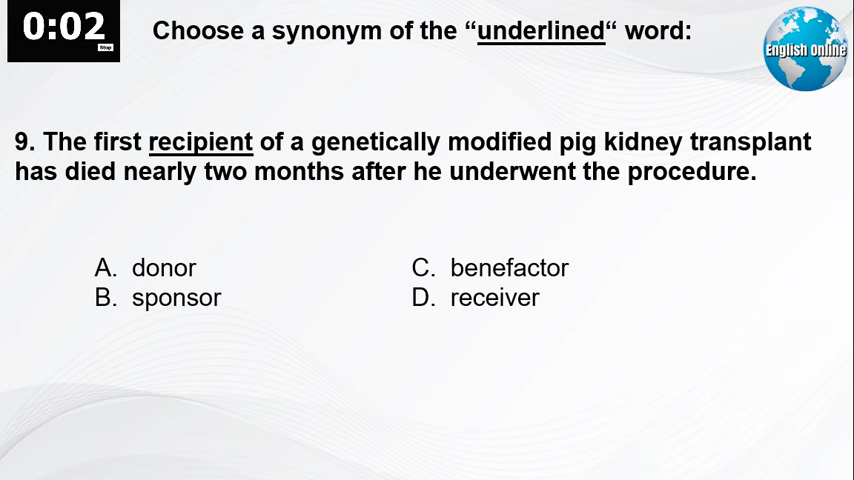 0:02
Stop
Choose a synonym of the “underlined“ word:
English Online
9. The first recipient of a genetically modified pig kidney transplant
has died nearly two months after he underwent the procedure.
A. donor
B. sponsor
C. benefactor
D. receiver